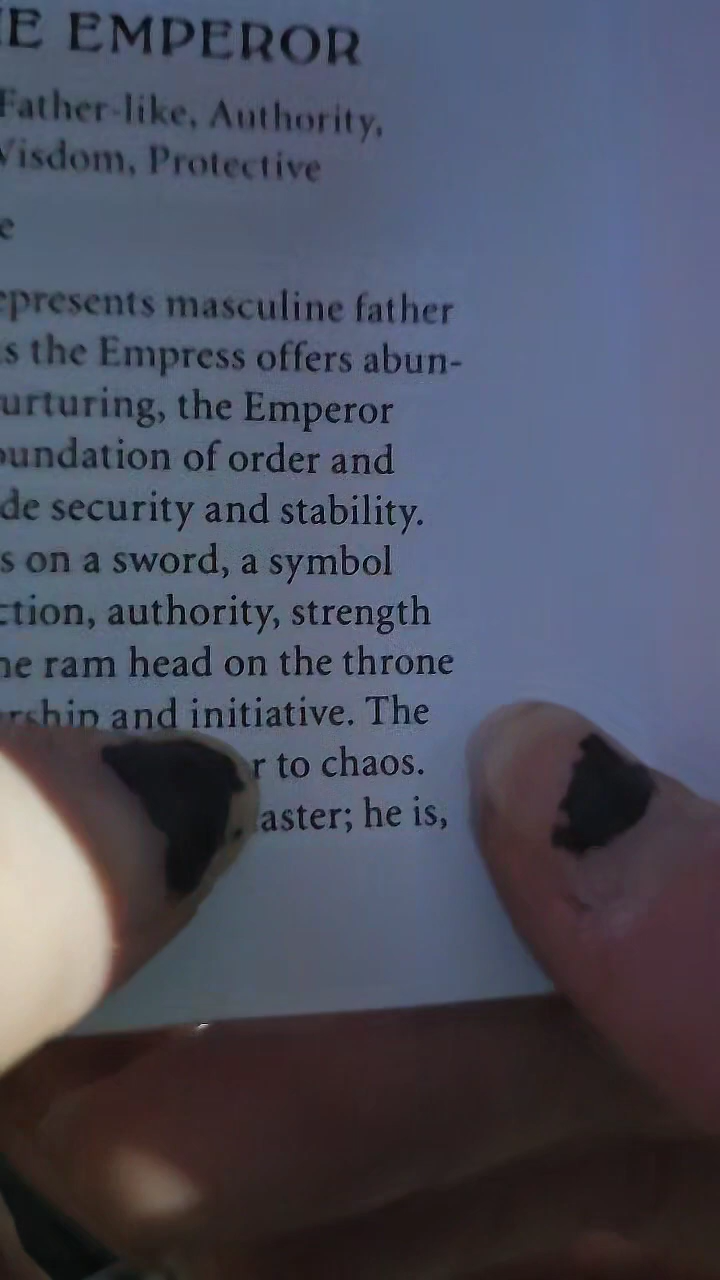 E EMPEROR
Father-like, Authority,
Wisdom, Protective
e
epresents masculine father
s the Empress offers abun-
urturing, the Emperor
oundation of order and
de security and stability.
s on a sword, a symbol
ction, authority, strength
he ram head on the throne
rship and initiative. The
r to chaos.
aster; he is,